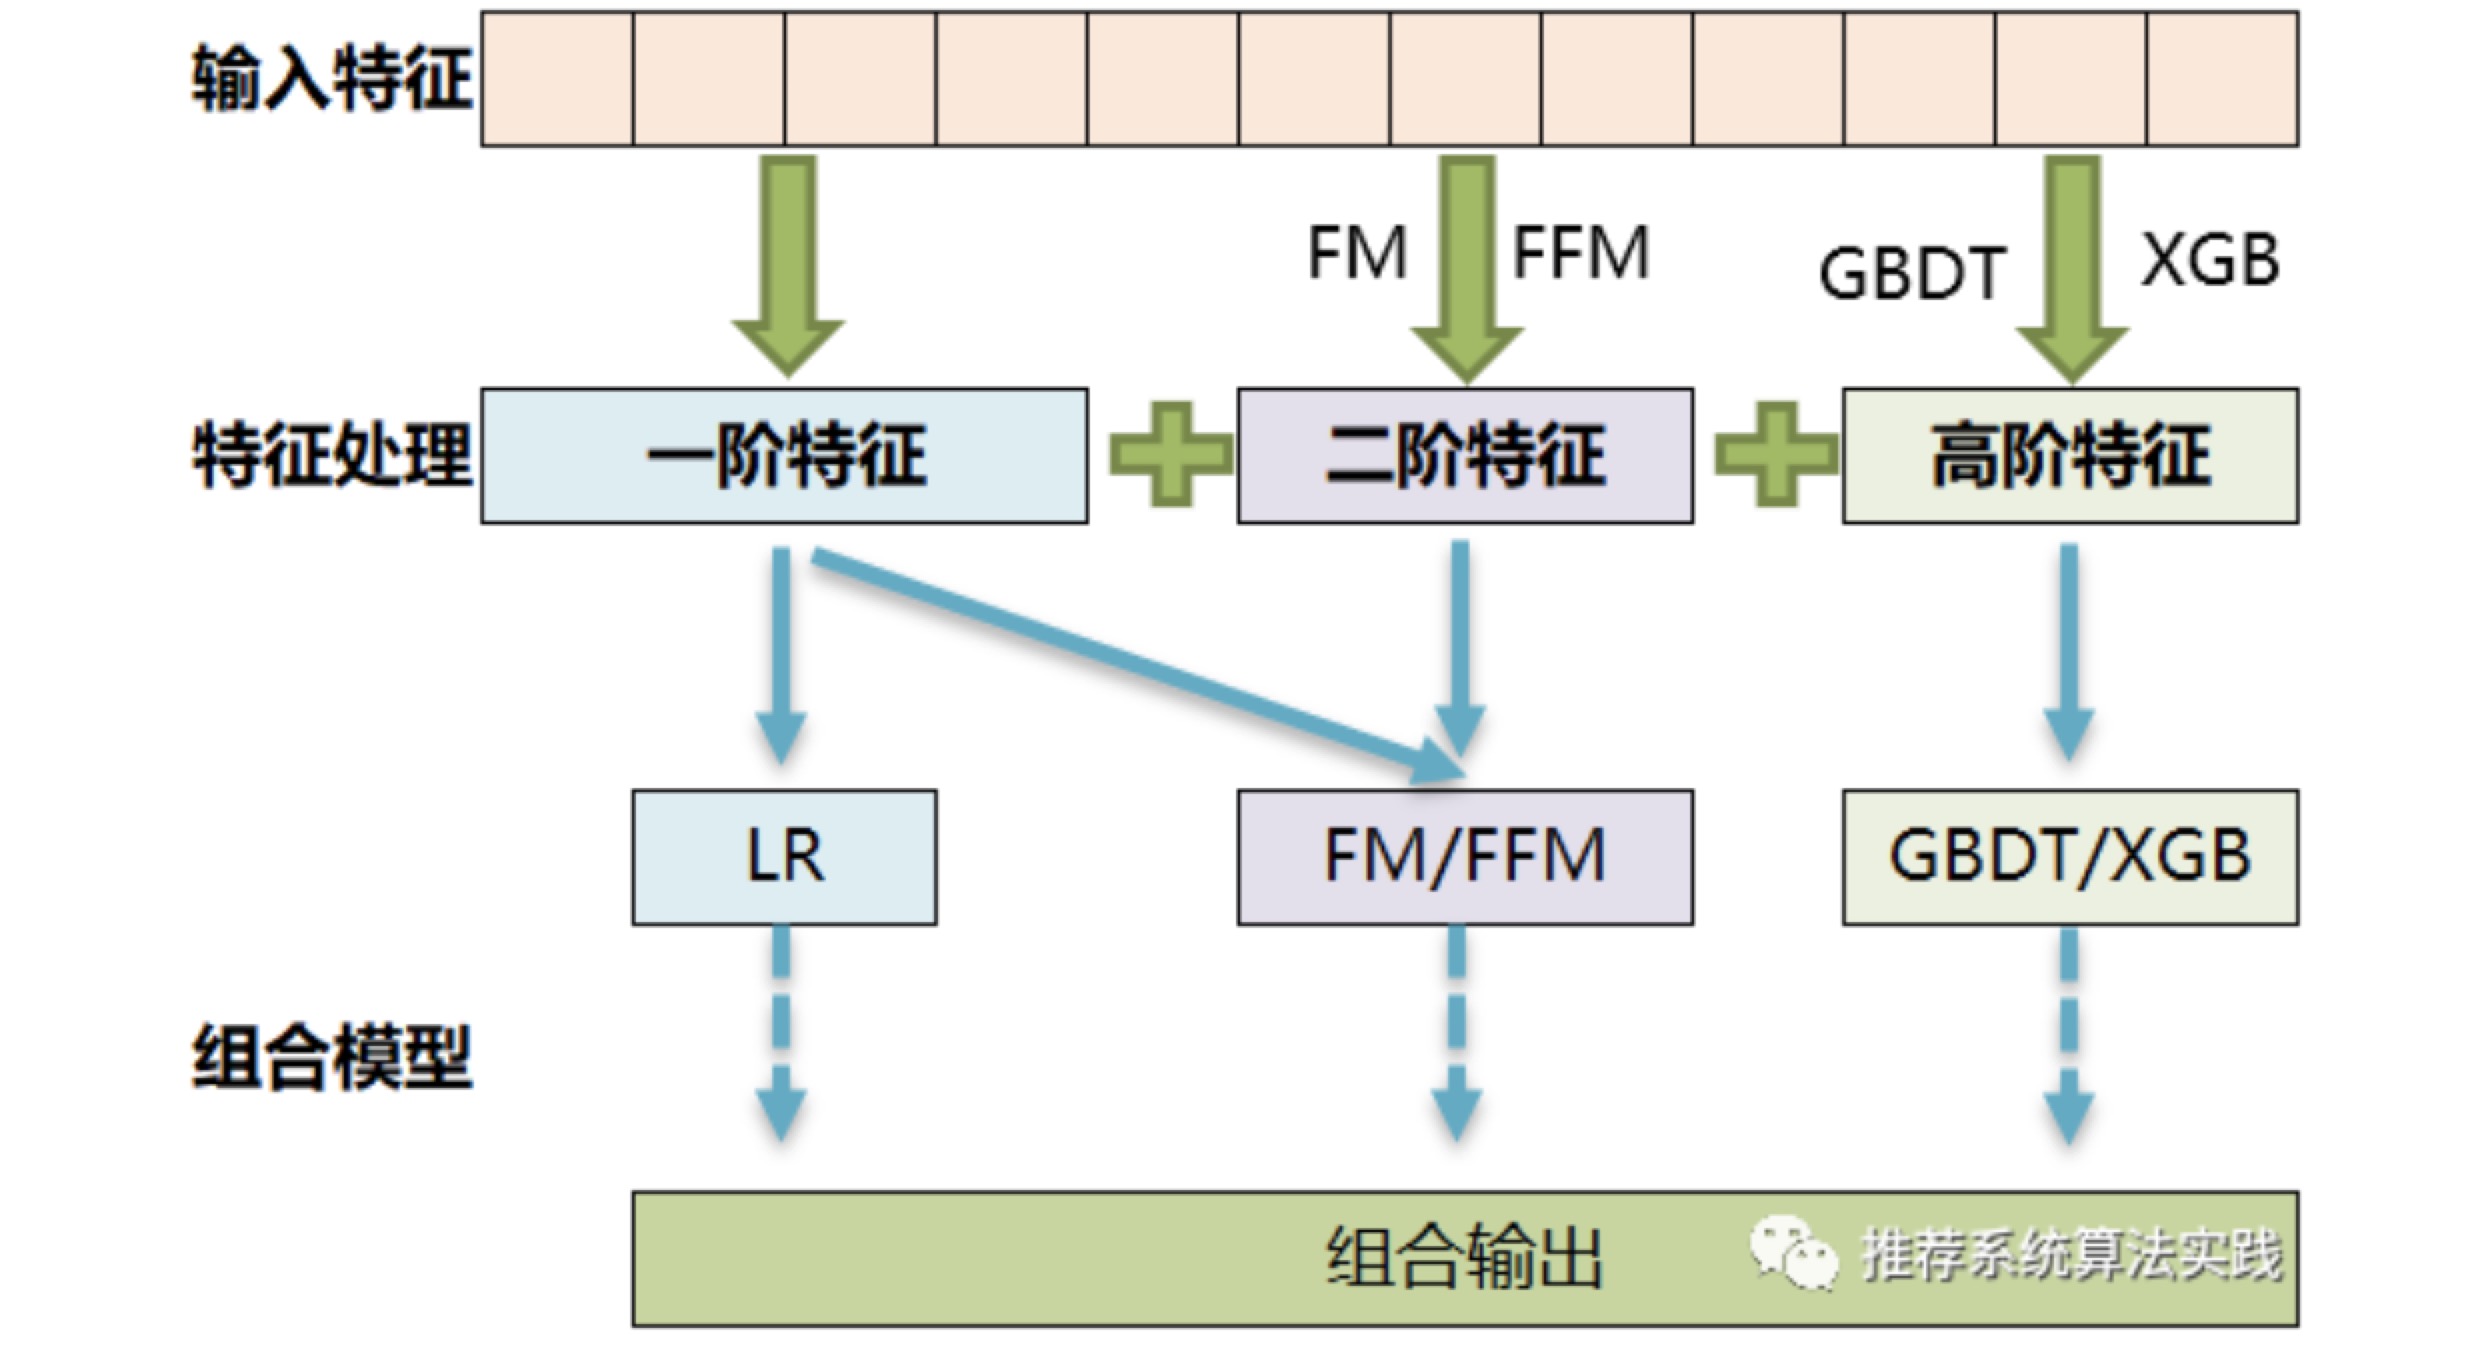 输入特征
FM
FFM
GBDT
XGB
特征处理
一阶特征
二阶特征
高阶特征
LR
FM/FFM
GBDT/XGB
组合模型
组合输出
推荐系统算法实践